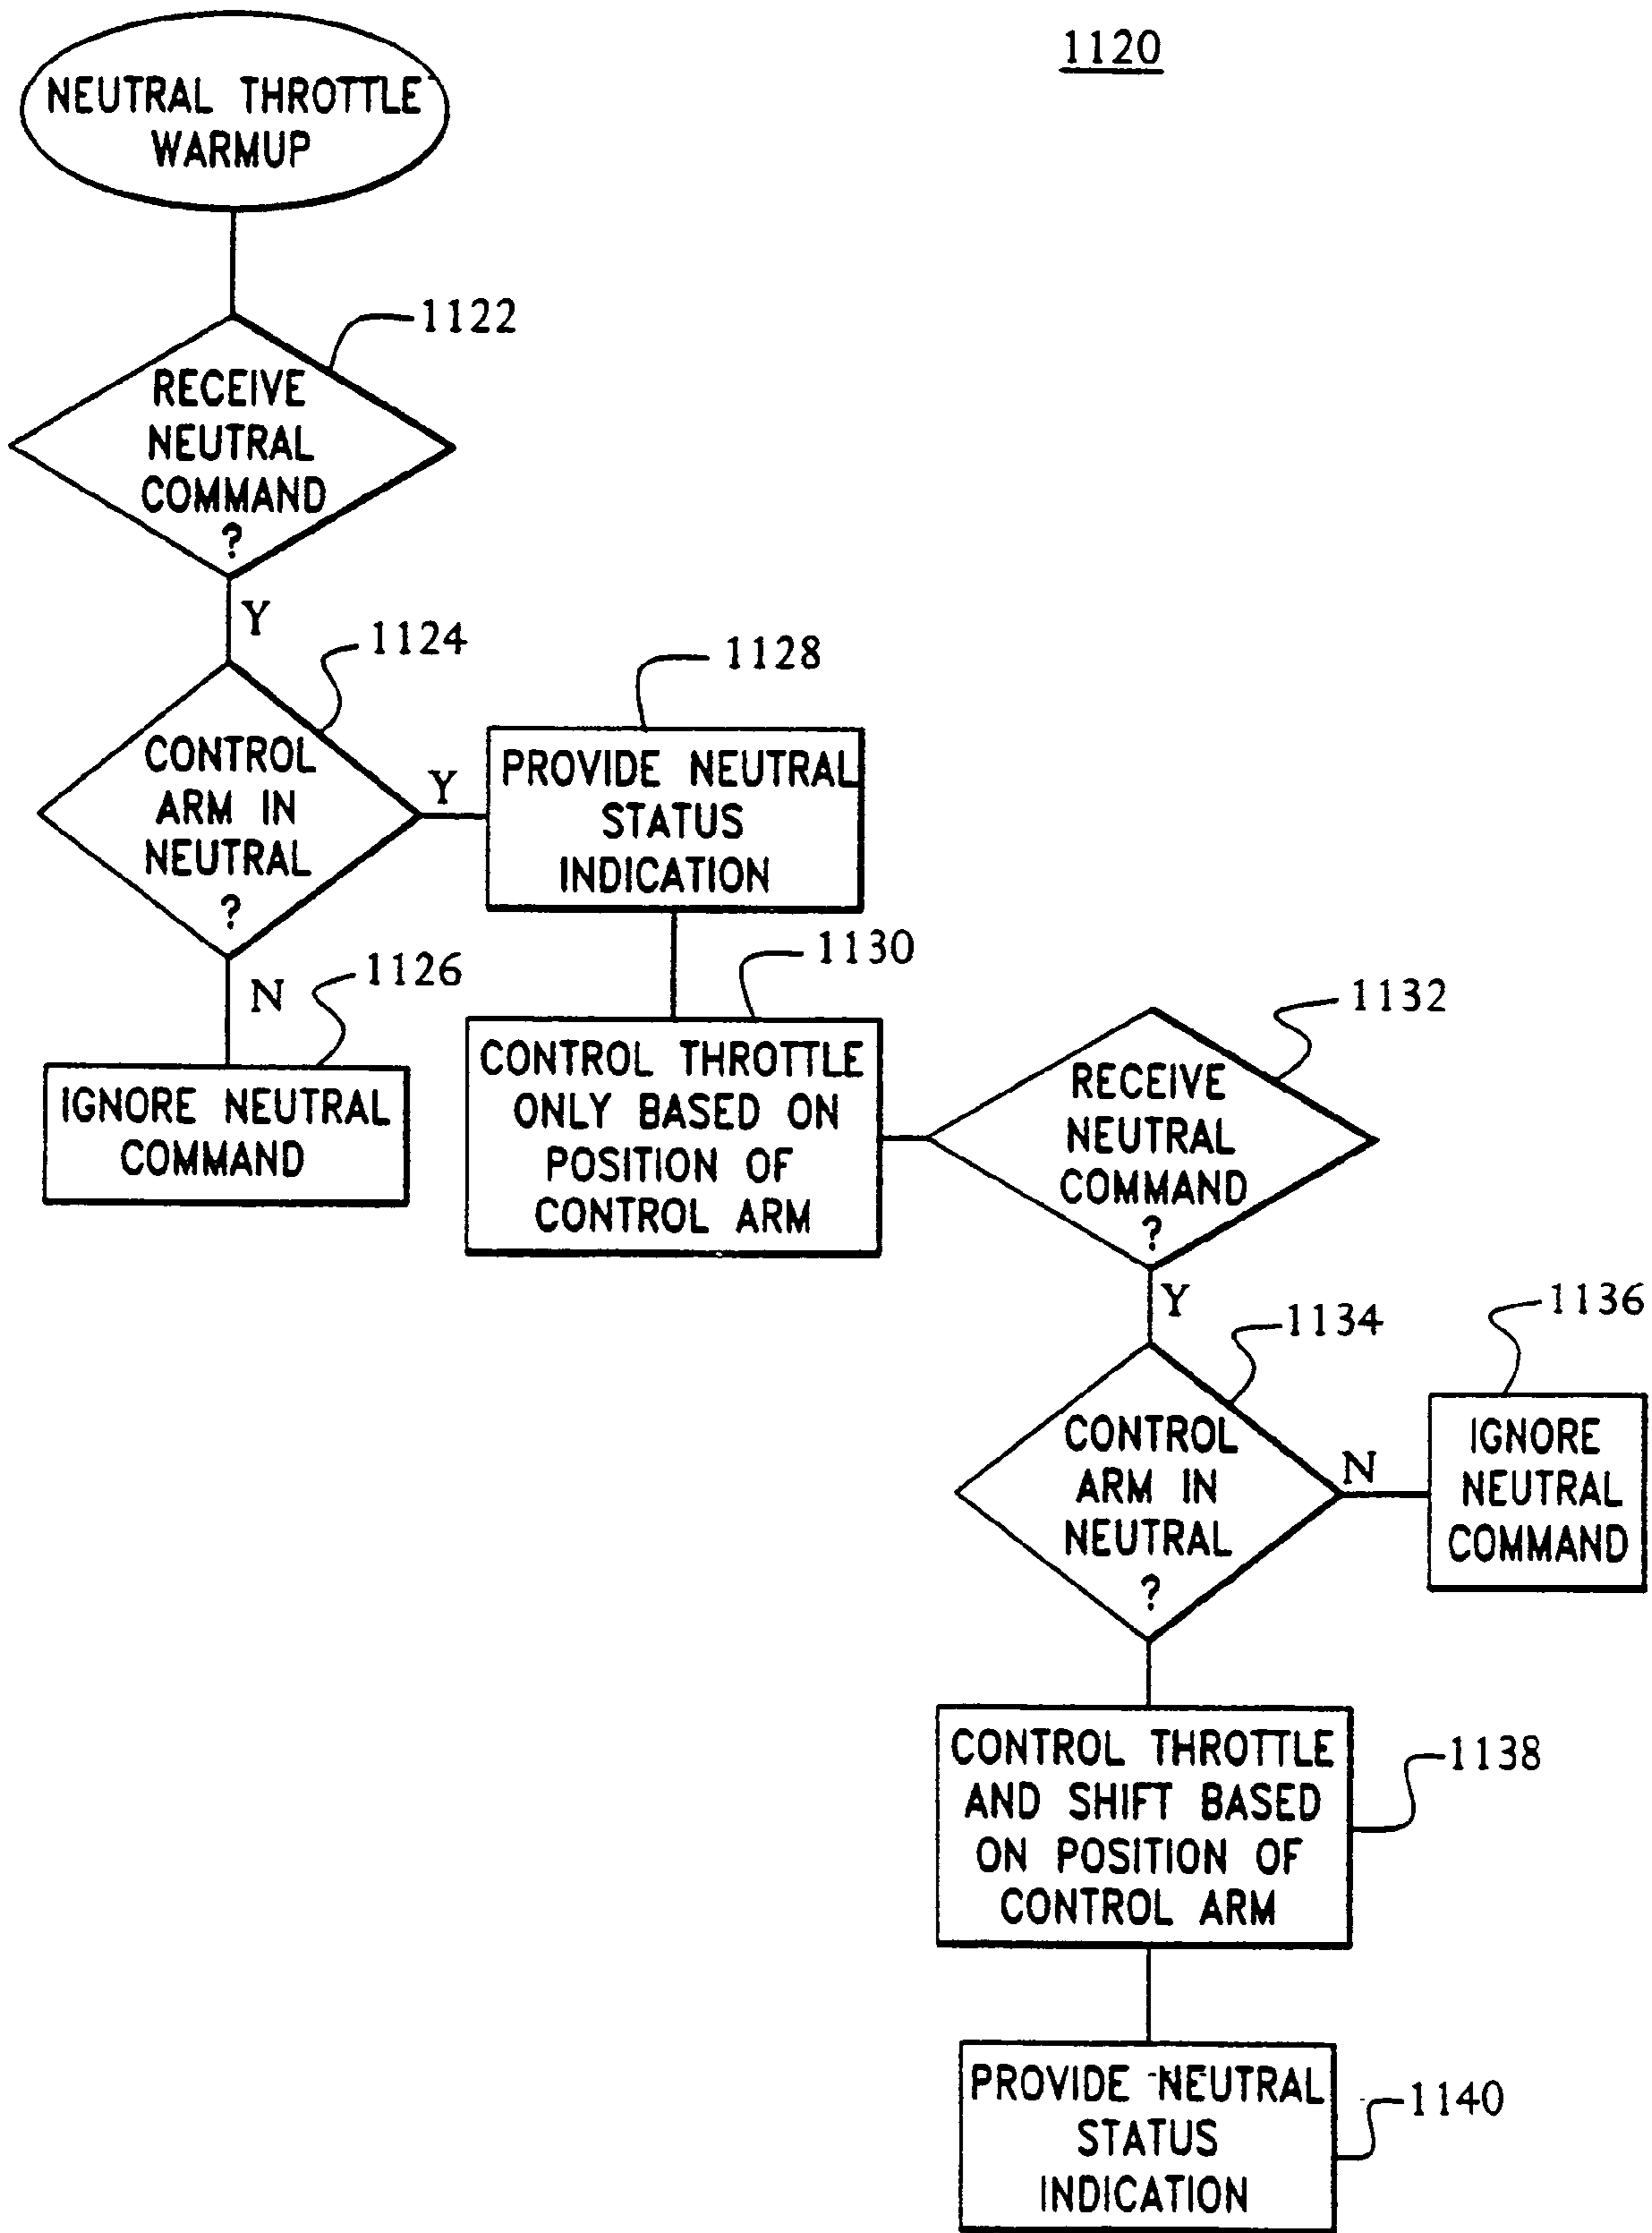 1120
NEUTRAL THROTTLE
WARMUP
1122
RECEIVE
NEUTRAL
COMMAND
?
Y
1124
CONTROL
ARM IN
NEUTRAL
?
Y
1128
PROVIDE NEUTRAL
STATUS
INDICATION
N
1126
IGNORE NEUTRAL
COMMAND
1130
CONTROL THROTTLE
ONLY BASED ON
POSITION OF
CONTROL ARM
1132
RECEIVE
NEUTRAL
COMMAND
?
Y
1134
CONTROL
ARM IN
NEUTRAL
?
N
1136
IGNORE
NEUTRAL
COMMAND
CONTROL THROTTLE
AND SHIFT BASED
ON POSITION OF
CONTROL ARM
1138
PROVIDE NEUTRAL
STATUS
INDICATION
1140